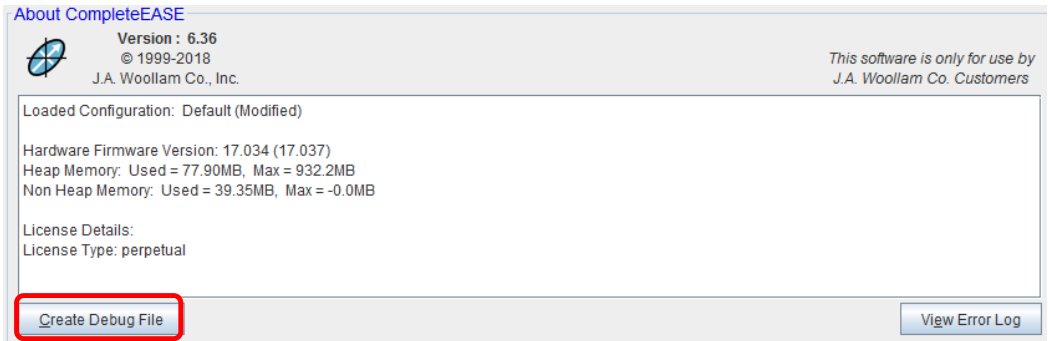 About CompleteEASE
Version : 6.36
© 1999-2018
J.A. Woollam Co., Inc.
This software is only for use by
J.A. Woollam Co. Customers
Loaded Configuration: Default (Modified)
Hardware Firmware Version: 17.034 (17.037)
Heap Memory: Used = 77.90MB, Max = 932.2MB
Non Heap Memory: Used = 39.35MB, Max = -0.0MB
License Details:
License Type: perpetual
Create Debug File
View Error Log